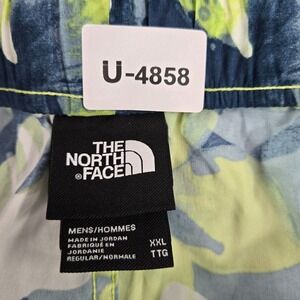 U-4858
THE
NORTH
FACE
®
MENS/HOMMES
MADE IN JORDAN
FABRIQUÉ EN
JORDANIE
REGULAR/NORMALE
XXL
TTG